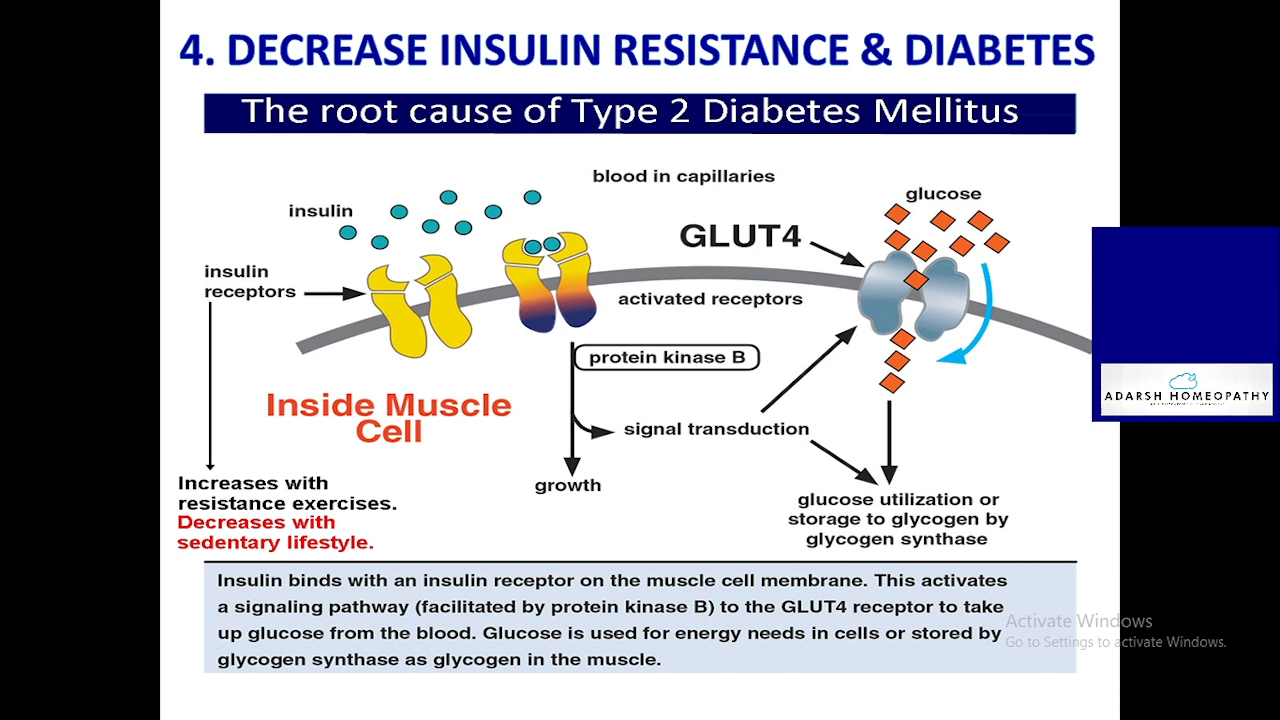 4. DECREASE INSULIN RESISTANCE & DIABETES
The root cause of Type 2 Diabetes Mellitus
blood in capillaries
glucose
insulin
GLUT4
insulin
receptors
activated receptors
protein kinase B
Inside Muscle
Cell
signal transduction
growth
Increases with
resistance exercises.
Decreases with
sedentary lifestyle.
glucose utilization or
storage to glycogen by
glycogen synthase
Insulin binds with an insulin receptor on the muscle cell membrane. This activates
a signaling pathway (facilitated by protein kinase B) to the GLUT4 receptor to take
up glucose from the blood. Glucose is used for energy needs in cells or stored by
glycogen synthase as glycogen in the muscle.
ADARSH HOMEOPATHY
Activate Windows
Go to Settings to activate Windows.